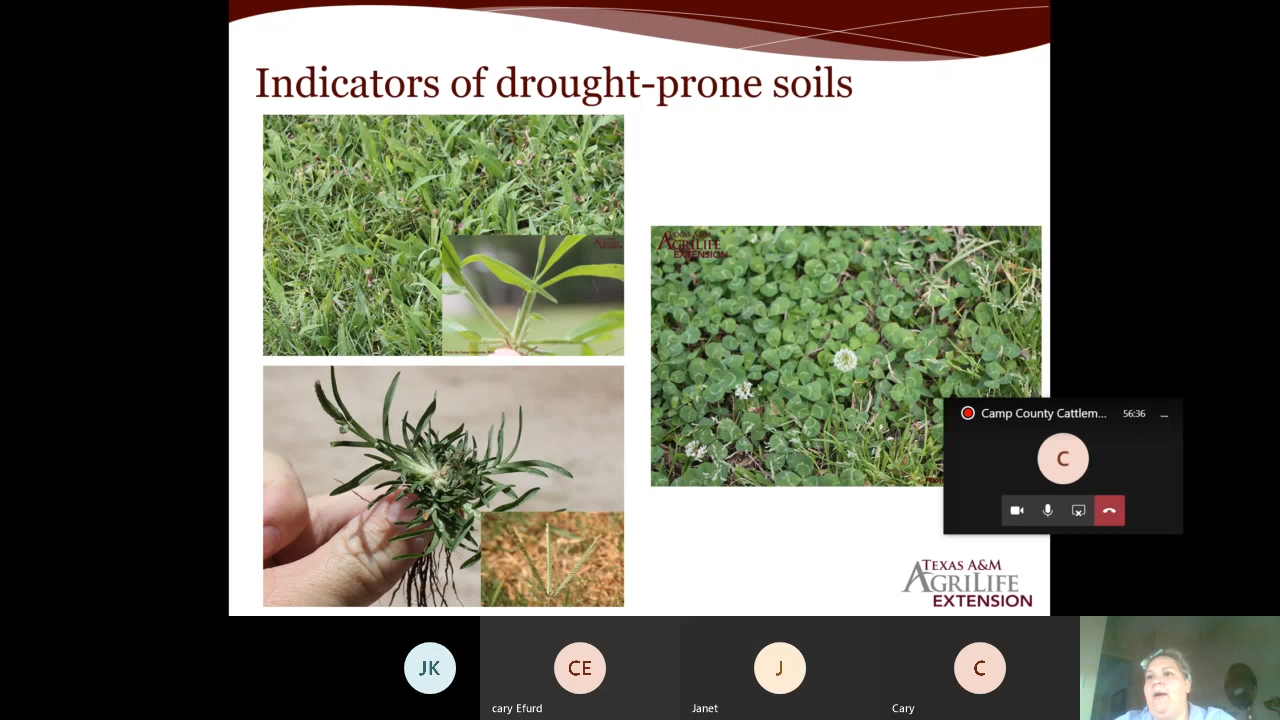 Indicators of drought-prone soils
TEXAS A&M
AGRILIFE
EXTENSION
Camp County Cattlem...
56:36
C
TEXAS A&M
AGRILIFE
EXTENSION
JK
CE
J
C
cary Efurd
Janet
Cary